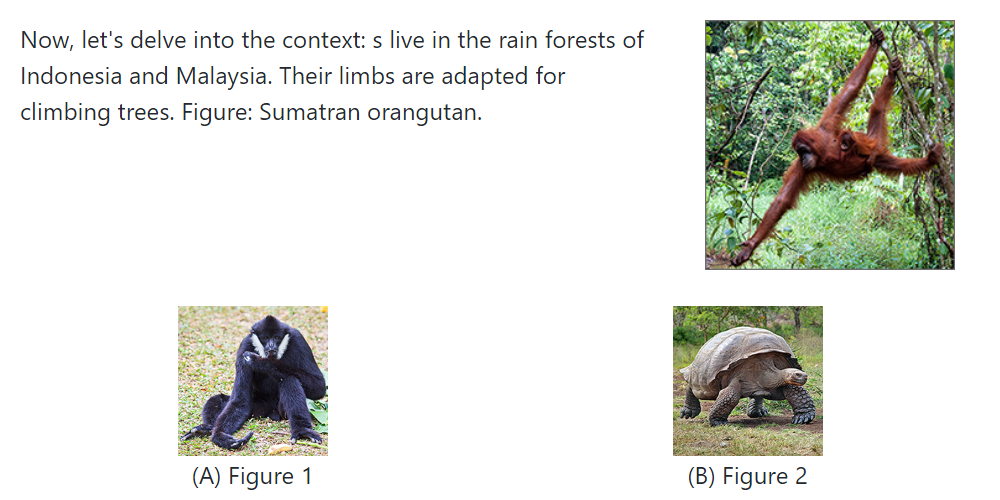 Now, let's delve into the context: s live in the rain forests of
Indonesia and Malaysia. Their limbs are adapted for
climbing trees. Figure: Sumatran orangutan.
(A) Figure 1
(B) Figure 2